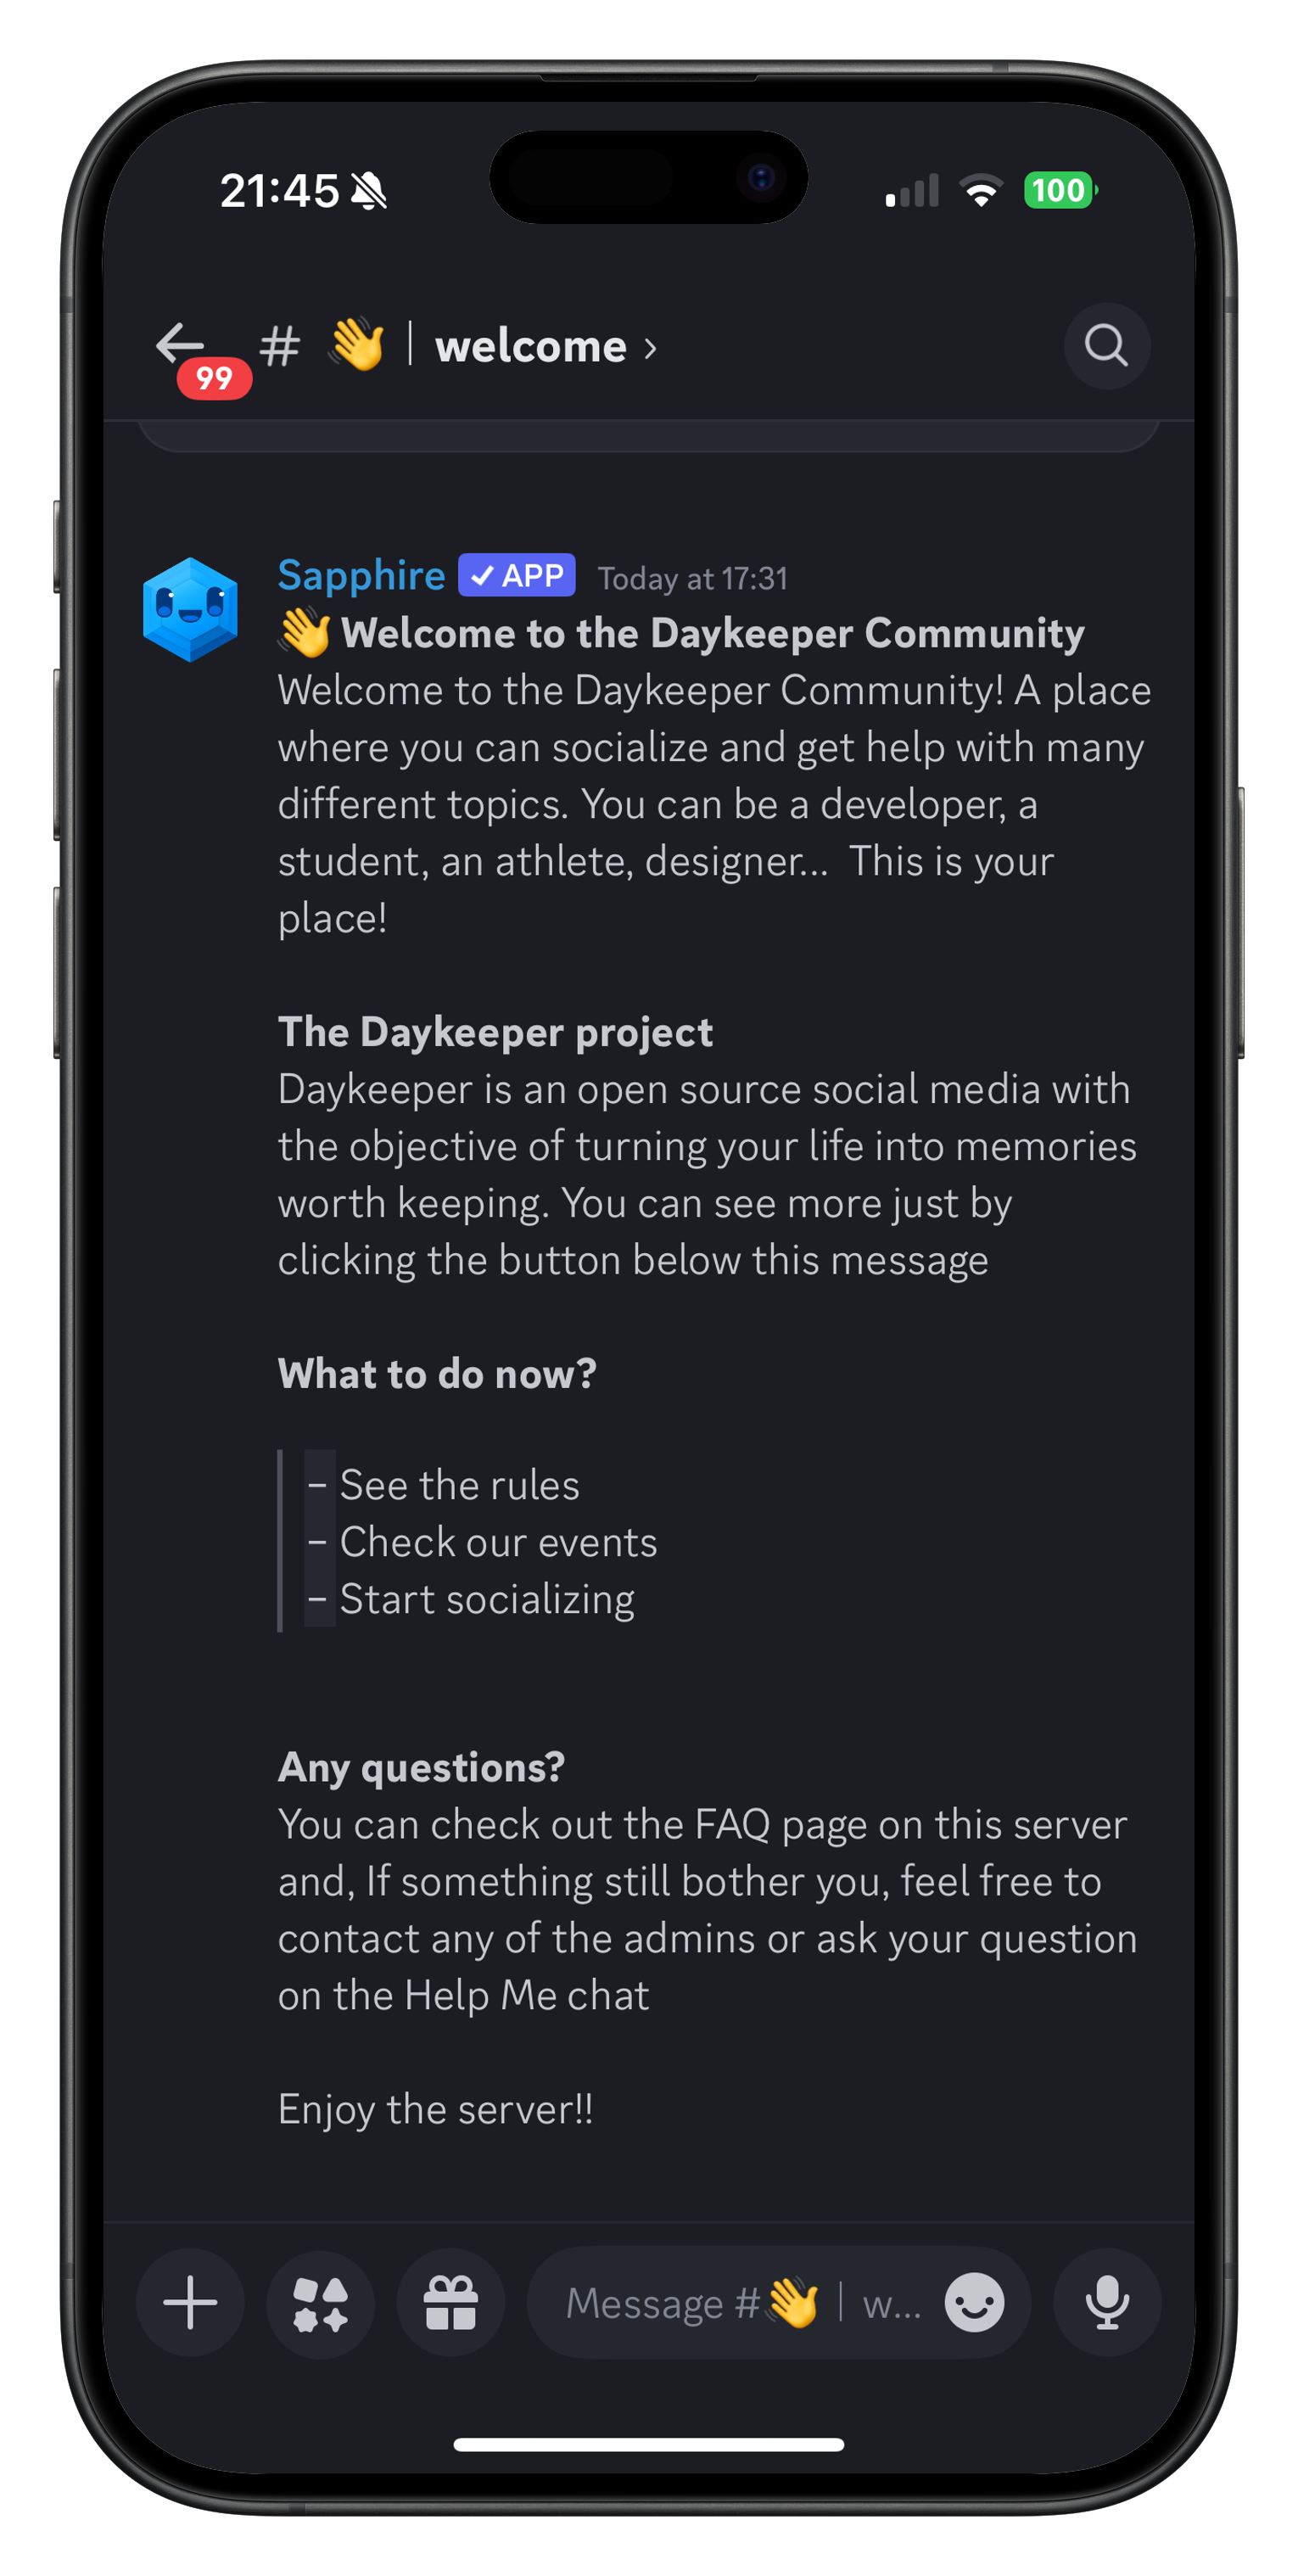 21:45
100
99
# 👋 | welcome ›
Sapphire ✓ APP Today at 17:31
👋 Welcome to the Daykeeper Community
Welcome to the Daykeeper Community! A place
where you can socialize and get help with many
different topics. You can be a developer, a
student, an athlete, designer...  This is your
place!
The Daykeeper project
Daykeeper is an open source social media with
the objective of turning your life into memories
worth keeping. You can see more just by
clicking the button below this message
What to do now?
- See the rules
- Check our events
- Start socializing
Any questions?
You can check out the FAQ page on this server
and, If something still bother you, feel free to
contact any of the admins or ask your question
on the Help Me chat
Enjoy the server!!
Message #👋 | w...